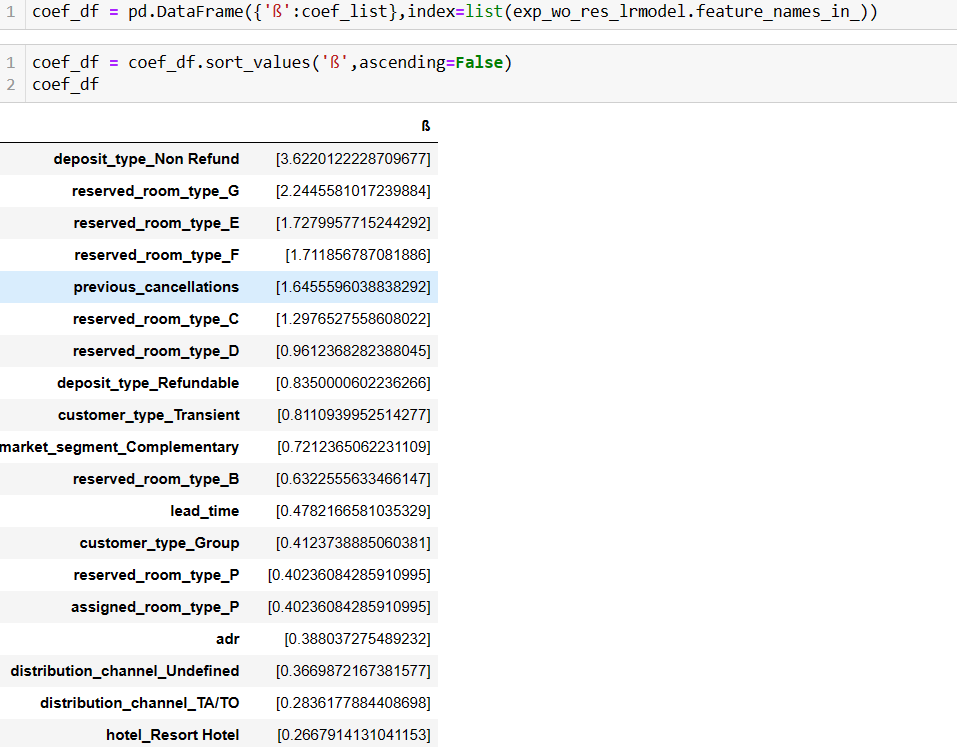 1 coef_df = pd.DataFrame({'ß':coef_list},index=list(exp_wo_res_lrmodel.feature_names_in_))
1 coef_df = coef_df.sort_values('ß',ascending=False)
2 coef_df
ß
deposit_type_Non Refund [3.6220122228709677]
reserved_room_type_G [2.2445581017239884]
reserved_room_type_E [1.7279957715244292]
reserved_room_type_F [1.711856787081886]
previous_cancellations [1.6455596038838292]
reserved_room_type_C [1.2976527558608022]
reserved_room_type_D [0.9612368282388045]
deposit_type_Refundable [0.8350000602236266]
customer_type_Transient [0.8110939952514277]
market_segment_Complementary [0.7212365062231109]
reserved_room_type_B [0.6322555633466147]
lead_time [0.4782166581035329]
customer_type_Group [0.4123738885060381]
reserved_room_type_P [0.40236084285910995]
assigned_room_type_P [0.40236084285910995]
adr [0.388037275489232]
distribution_channel_Undefined [0.3669872167381577]
distribution_channel_TA/TO [0.2836177884408698]
hotel_Resort Hotel [0.2667914131041153]